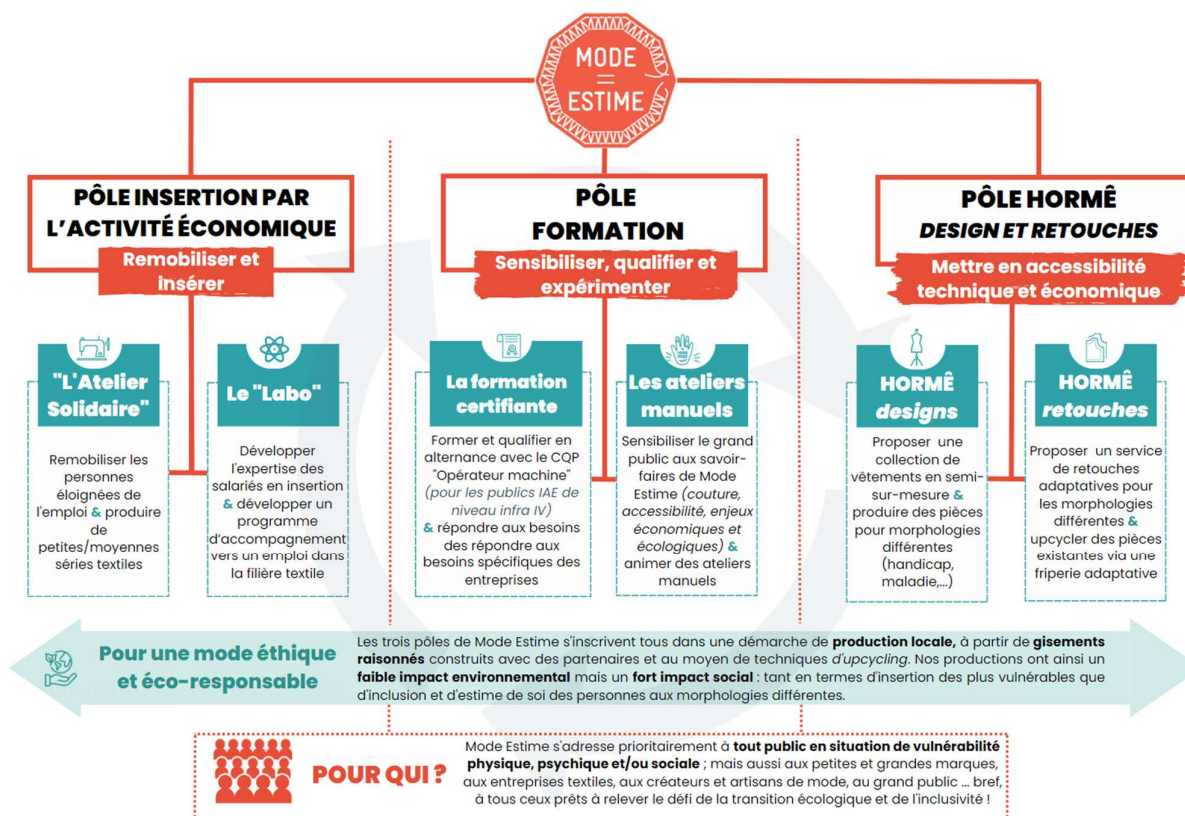 MODE
=
ESTIME
PÔLE INSERTION PAR
L'ACTIVITÉ ÉCONOMIQUE
Remobiliser et
insérer
"L'Atelier
Solidaire"
Remobiliser les
personnes
éloignées de
l'emploi & produire
de
petites/moyennes
séries textiles
Le "Labo"
Développer
l'expertise des
salariés en insertion
& développer un
programme
d'accompagnement
vers un emploi dans
la filière textile
PÔLE
FORMATION
Sensibiliser, qualifier et
expérimenter
La formation
certifiante
Former et qualifier en
alternance avec le CQP
"Opérateur machine"
(pour les publics IAE de
niveau infra IV)
& répondre aux besoins
des répondre aux
besoins spécifiques des
entreprises
Les ateliers
manuels
Sensibiliser le grand
public aux savoir-
faires de Mode
Estime (couture,
accessibilité, enjeux
économiques et
écologiques) &
animer des ateliers
manuels
PÔLE HORMÊ
DESIGN ET RETOUCHES
Mettre en accessibilité
technique et économique
HORMÊ
designs
Proposer une
collection de
vêtements en semi-
sur-mesure &
produire des pièces
pour morphologies
différentes
(handicap,
maladie,...)
HORMÊ
retouches
Proposer un service
de retouches
adaptatives pour
les morphologies
différentes &
upcycler des pièces
existantes via une
friperie adaptative
Pour une mode éthique
et éco-responsable
Les trois pôles de Mode Estime s'inscrivent tous dans une démarche de production locale, à partir de gisements
raisonnés construits avec des partenaires et au moyen de techniques d'upcycling. Nos productions ont ainsi un
faible impact environnemental mais un fort impact social : tant en termes d'insertion des plus vulnérables que
d'inclusion et d'estime de soi des personnes aux morphologies différentes.
POUR QUI ?
Mode Estime s'adresse prioritairement à tout public en situation de vulnérabilité
physique, psychique et/ou sociale ; mais aussi aux petites et grandes marques,
aux entreprises textiles, aux créateurs et artisans de mode, au grand public ... bref,
à tous ceux prêts à relever le défi de la transition écologique et de l'inclusivité !